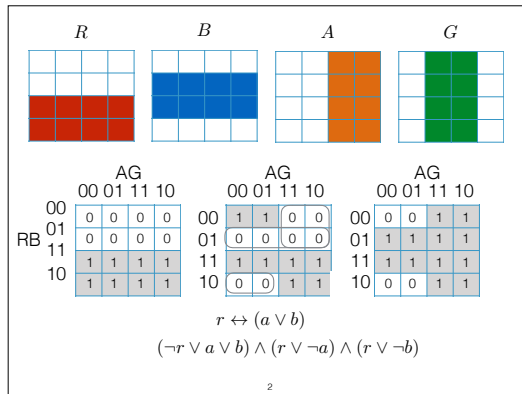 R B A G
AG AG AG
00 01 11 10 00 01 11 10 00 01 11 10
00 0 0 0 0 00 1 1 0 0 00 0 0 1 1
01 0 0 0 0 01 0 0 0 0 01 1 1 1 1
RB
11 1 1 1 1 11 1 1 1 1 11 1 1 1 1
10 1 1 1 1 10 0 0 1 1 10 0 0 1 1
r ↔ (a ∨ b)
(¬r ∨ a ∨ b) ∧ (r ∨ ¬a) ∧ (r ∨ ¬b)
2